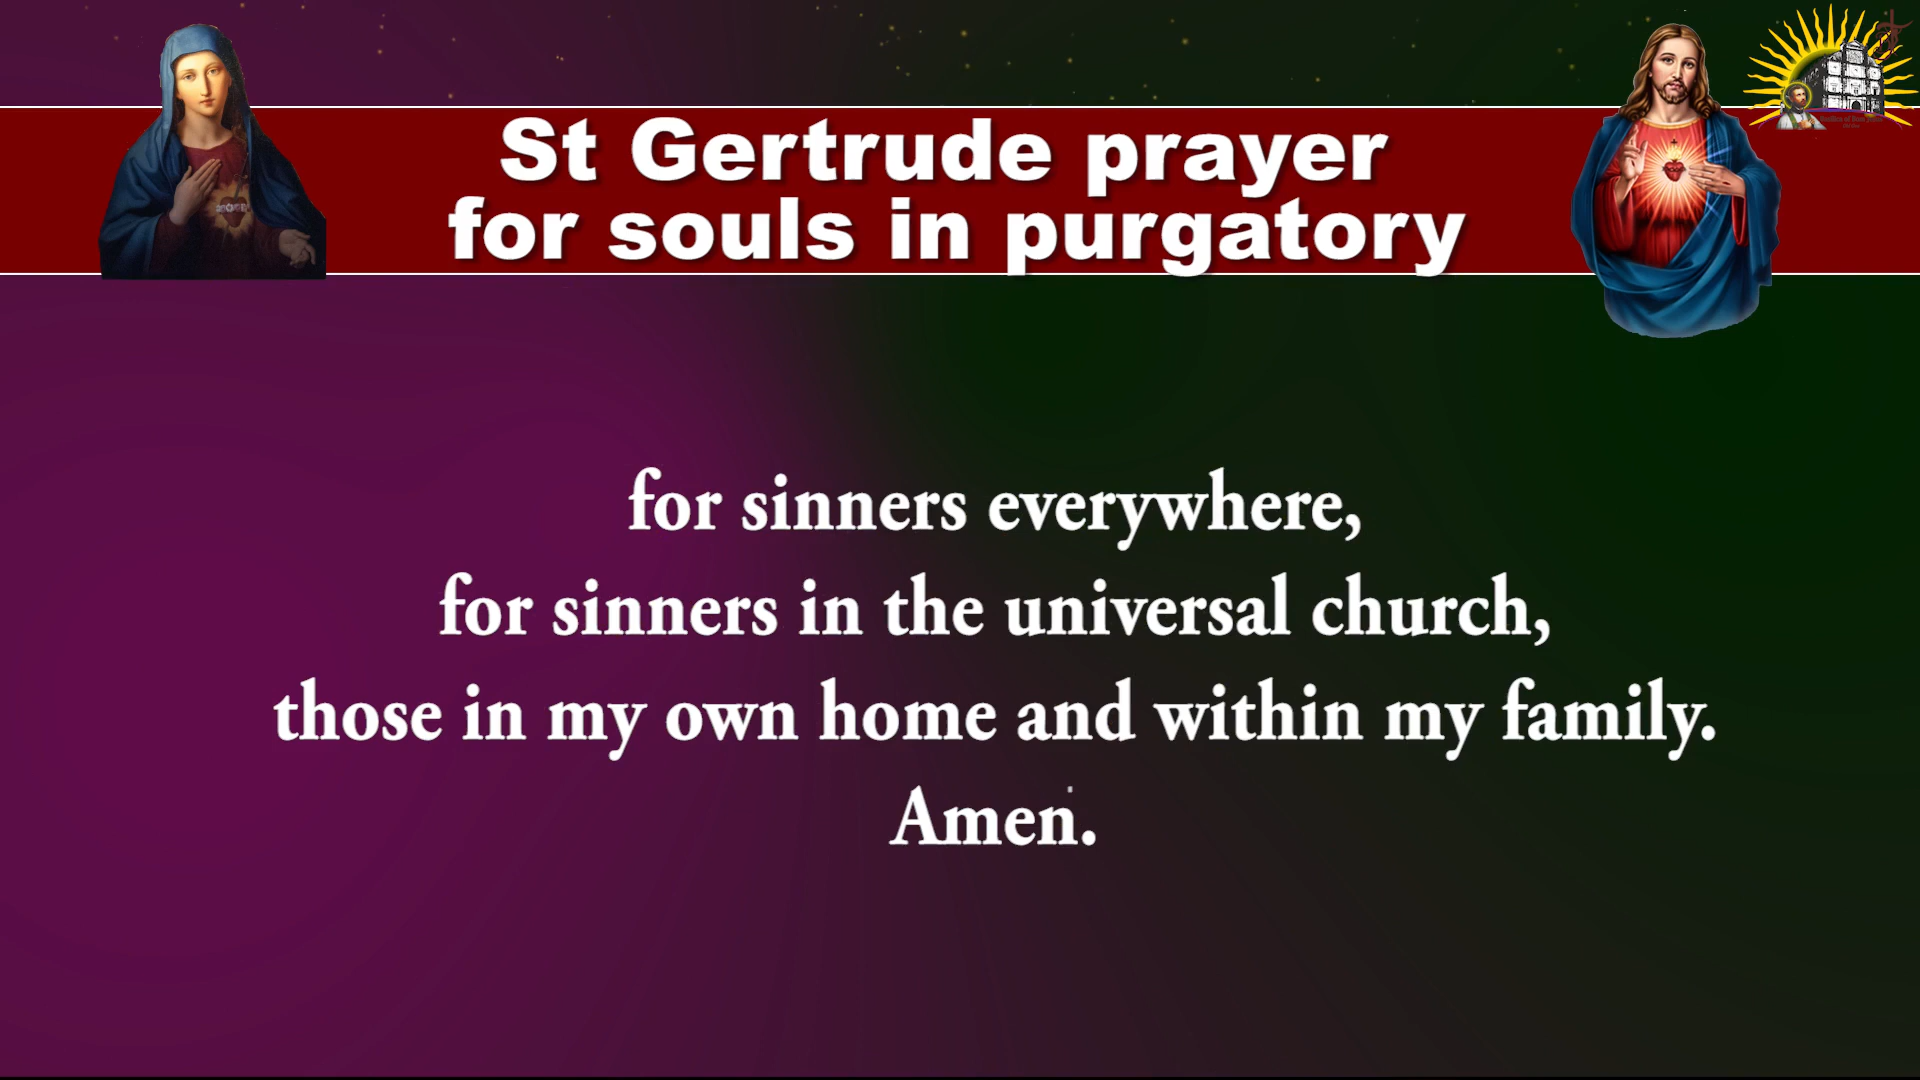 St Gertrude prayer
for souls in purgatory
for sinners everywhere,
for sinners in the universal church,
those in my own home and within my family.
Amen.